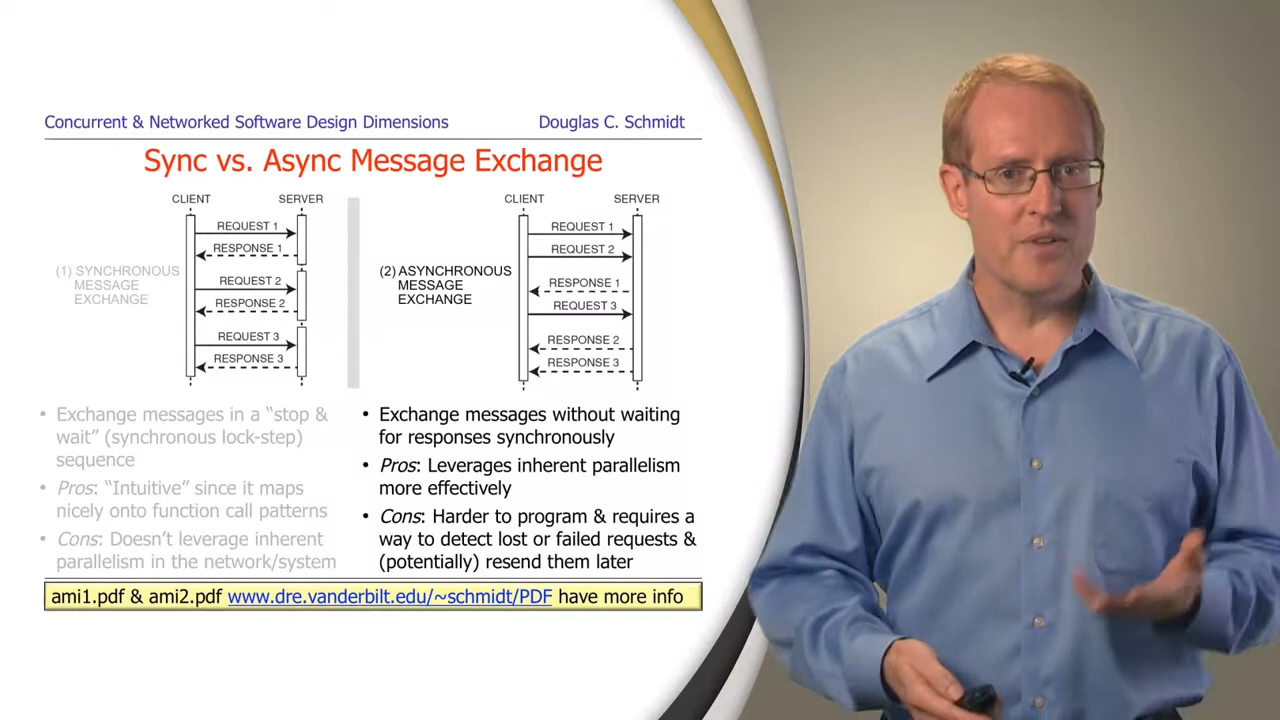 Concurrent & Networked Software Design Dimensions
Douglas C. Schmidt
Sync vs. Async Message Exchange
CLIENT
SERVER
REQUEST 1
RESPONSE 1
(1) SYNCHRONOUS
MESSAGE
EXCHANGE
REQUEST 2
RESPONSE 2
REQUEST 3
RESPONSE 3
• Exchange messages in a “stop &
wait” (synchronous lock-step)
sequence
• Pros: “Intuitive” since it maps
nicely onto function call patterns
• Cons: Doesn’t leverage inherent
parallelism in the network/system
CLIENT
SERVER
REQUEST 1
REQUEST 2
(2) ASYNCHRONOUS
MESSAGE
EXCHANGE
RESPONSE 1
REQUEST 3
RESPONSE 2
RESPONSE 3
• Exchange messages without waiting
for responses synchronously
• Pros: Leverages inherent parallelism
more effectively
• Cons: Harder to program & requires a
way to detect lost or failed requests &
(potentially) resend them later
ami1.pdf & ami2.pdf www.dre.vanderbilt.edu/~schmidt/PDF have more info